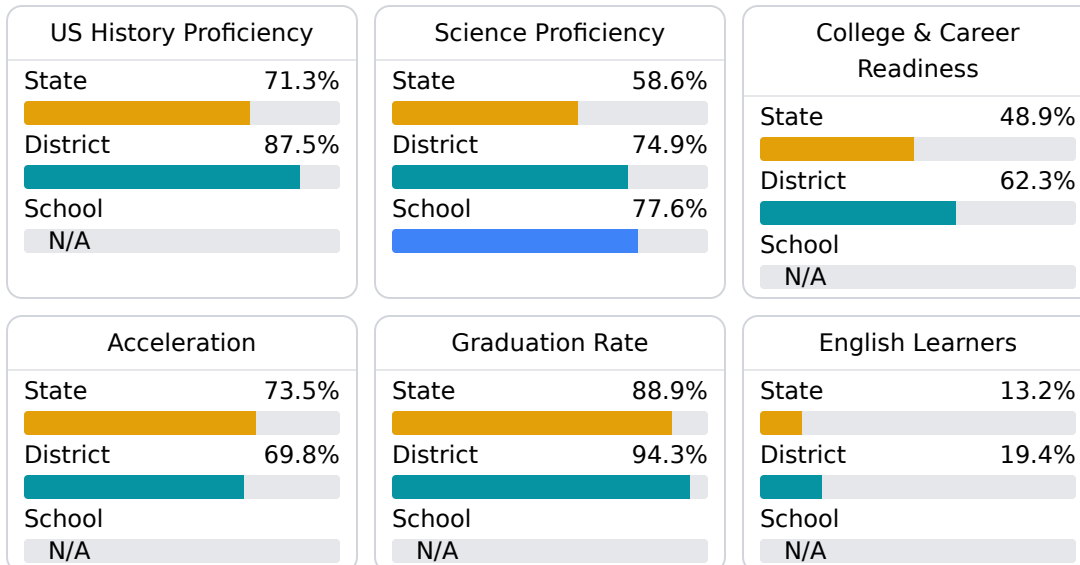 US History Proficiency
State 71.3%
District 87.5%
School
N/A
Science Proficiency
State 58.6%
District 74.9%
School 77.6%
College & Career
Readiness
State 48.9%
District 62.3%
School
N/A
Acceleration
State 73.5%
District 69.8%
School
N/A
Graduation Rate
State 88.9%
District 94.3%
School
N/A
English Learners
State 13.2%
District 19.4%
School
N/A